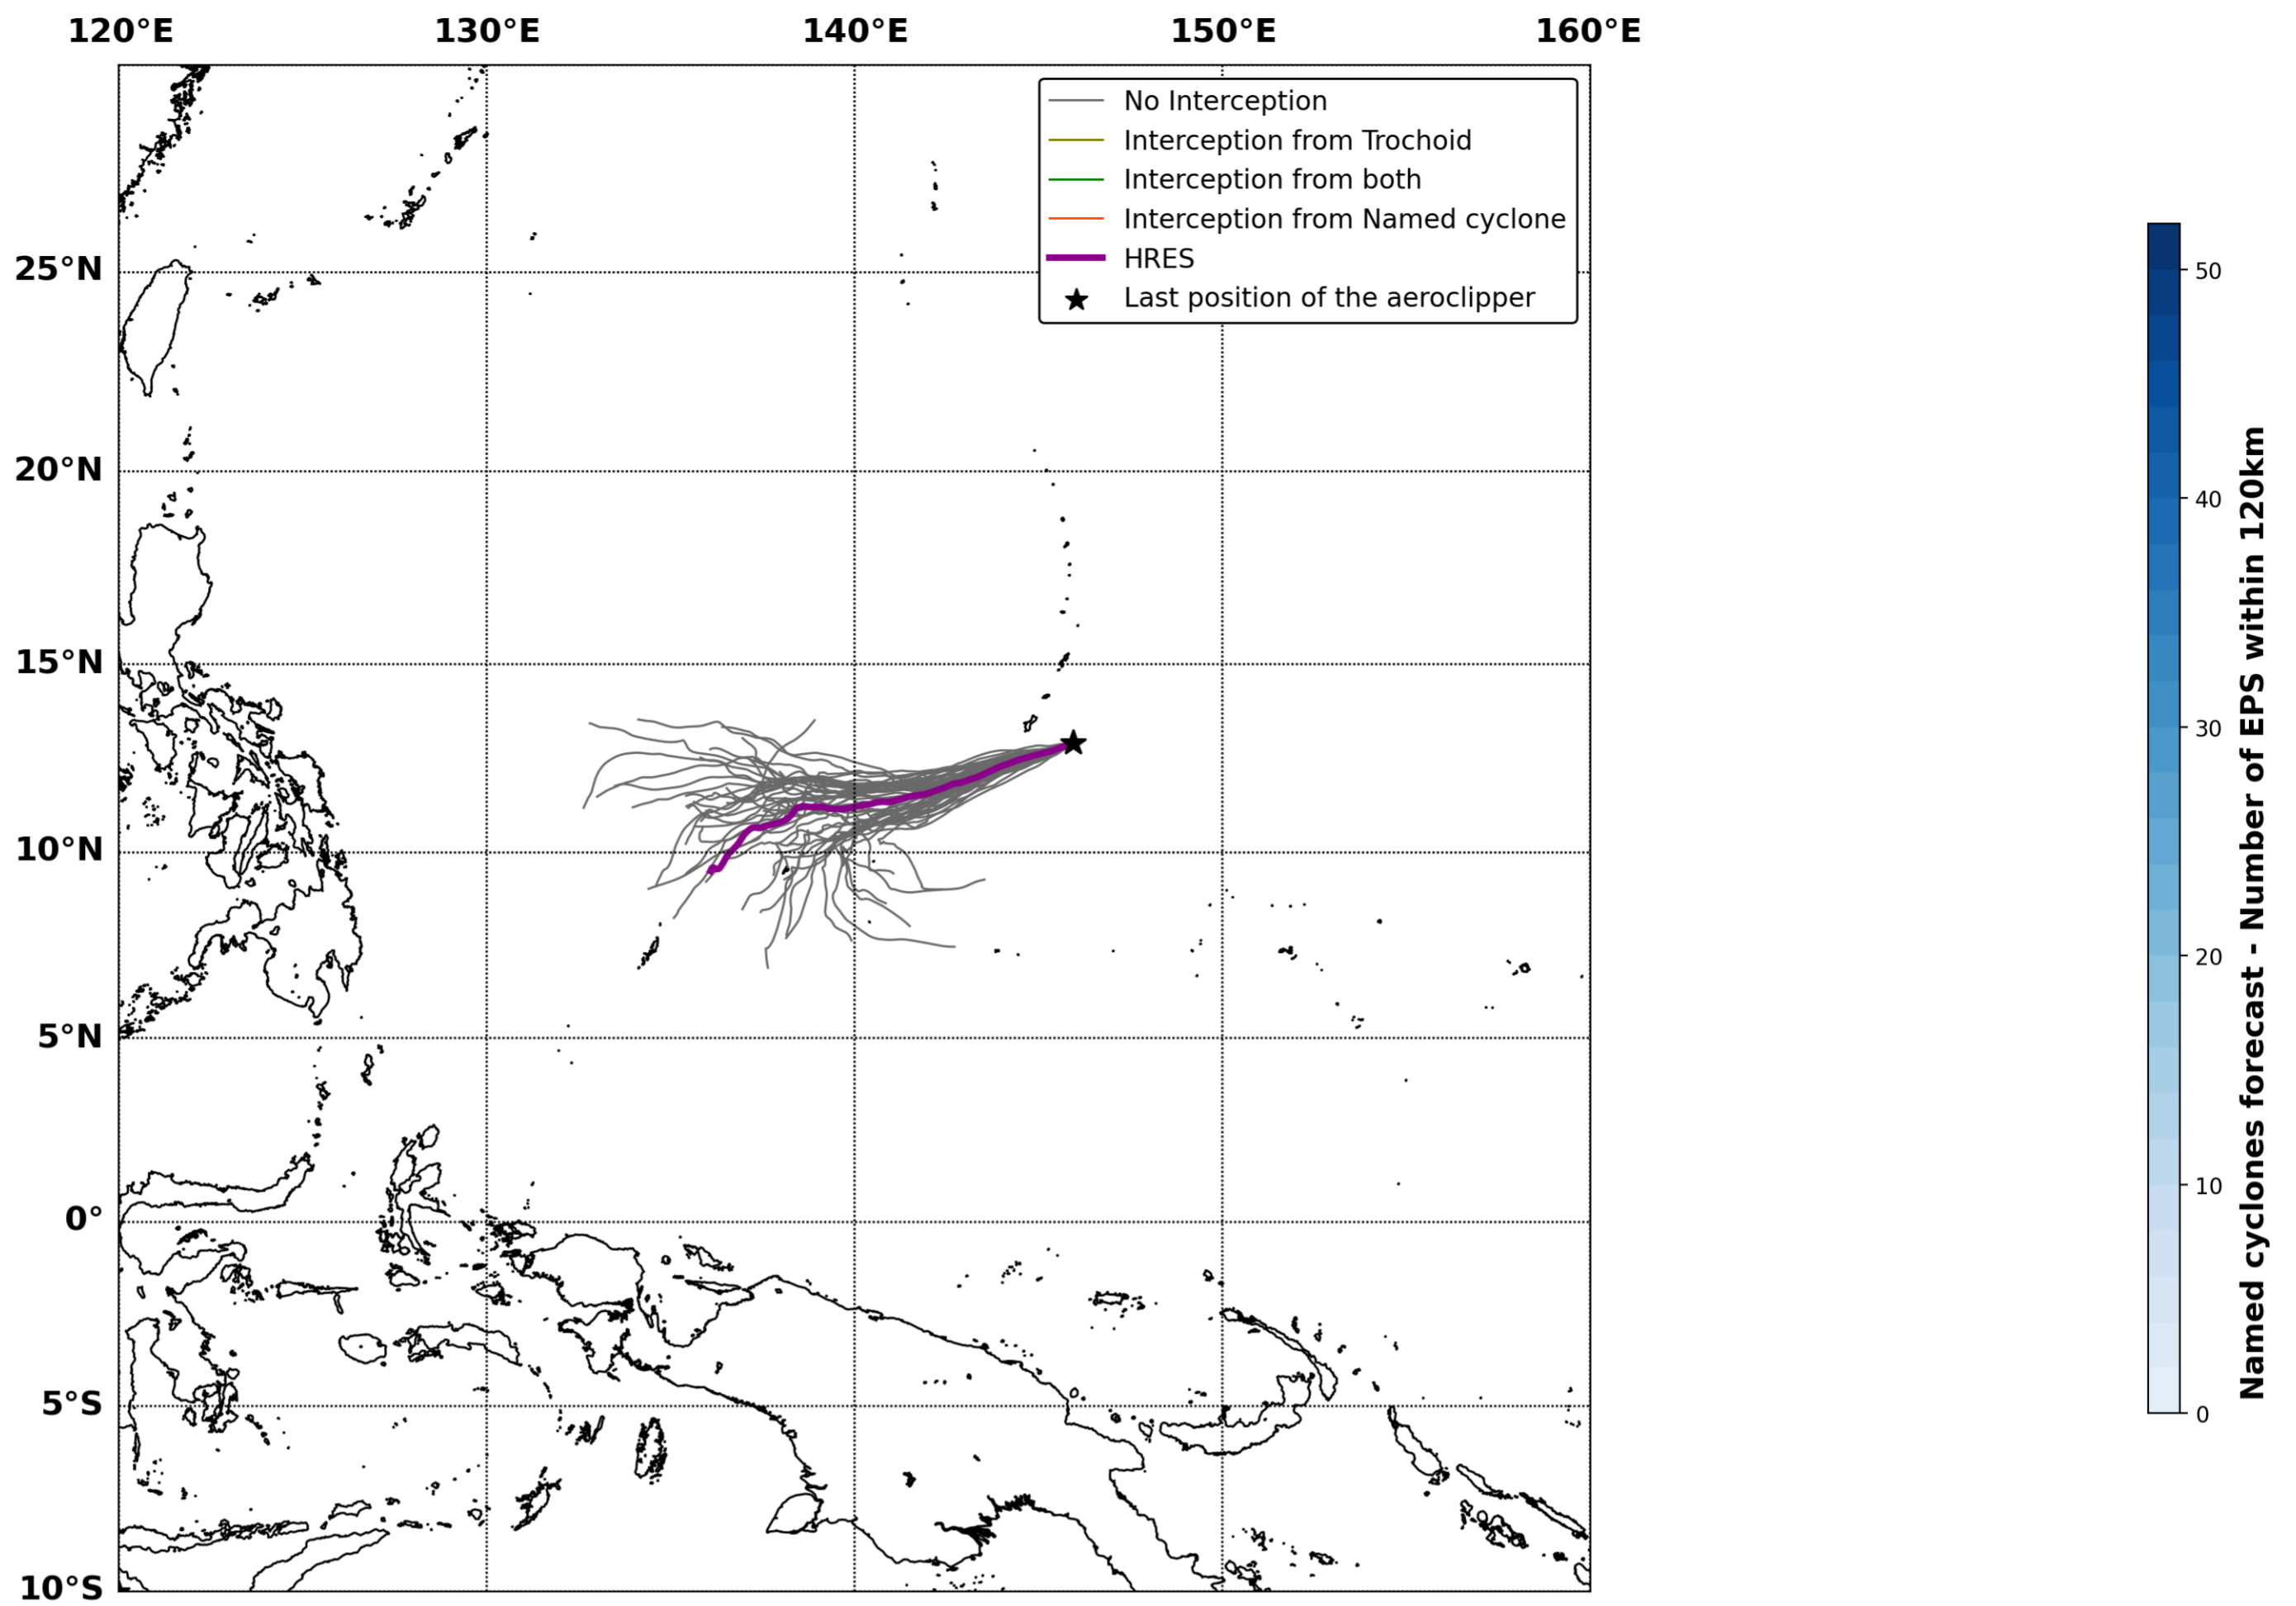 120°E 130°E 140°E 150°E 160°E
No Interception
Interception from Trochoid
Interception from both
Interception from Named cyclone
HRES
Last position of the aeroclipper
25°N
20°N
15°N
10°N
5°N
0°
5°S
10°S
50
40
30
20
10
0
Named cyclones forecast - Number of EPS within 120km